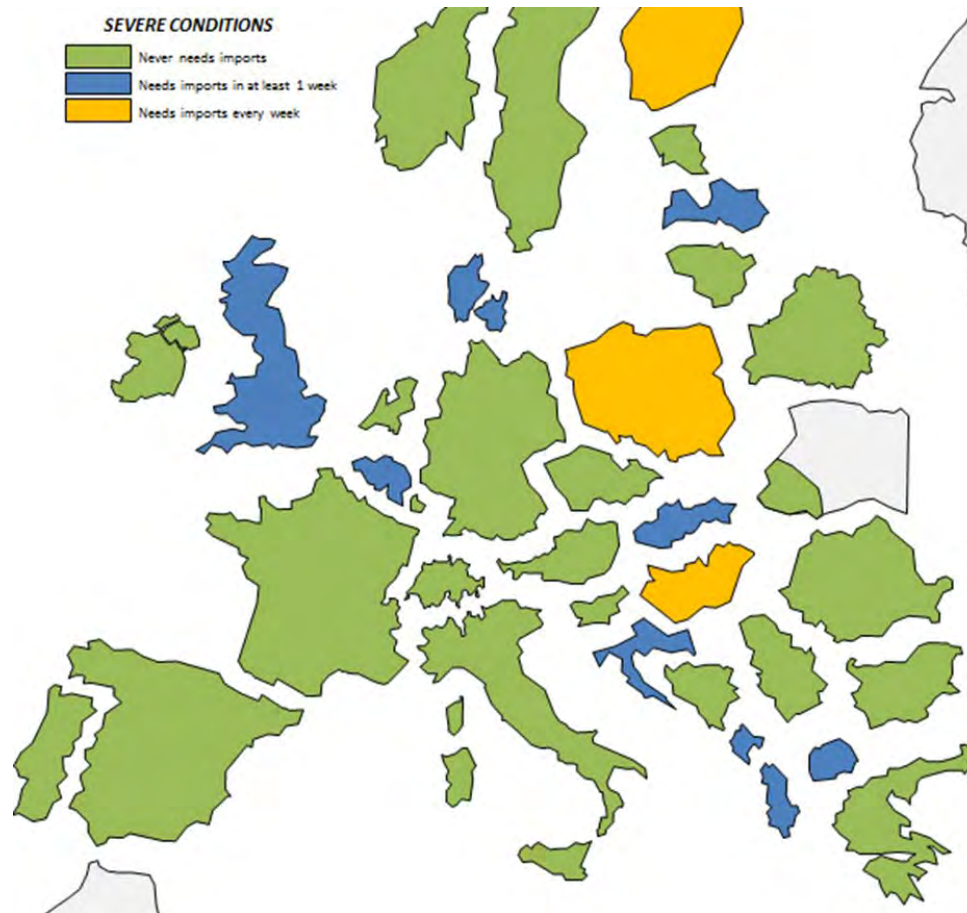 SEVERE CONDITIONS
Never needs imports
Needs imports in at least 1 week
Needs imports every week